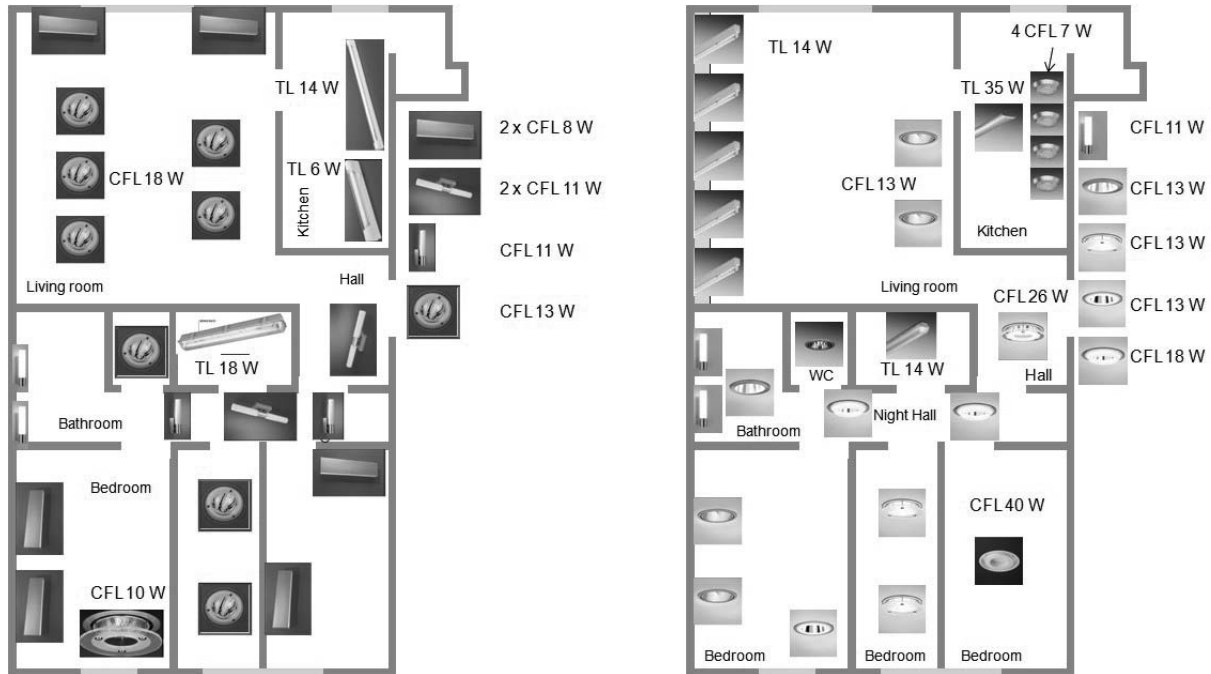 TL 14 W
TL 6 W
Kitchen
CFL 18 W
Living room
Hall
2 x CFL 8 W
2 x CFL 11 W
CFL 11 W
CFL 13 W
TL 18 W
Bathroom
Bedroom
CFL 10 W
TL 14 W
4 CFL 7 W
TL 35 W
CFL 13 W
Kitchen
Living room
CFL 11 W
CFL 13 W
CFL 13 W
CFL 13 W
CFL 18 W
CFL 26 W
WC
TL 14 W
Hall
Night Hall
Bathroom
CFL 40 W
Bedroom
Bedroom
Bedroom